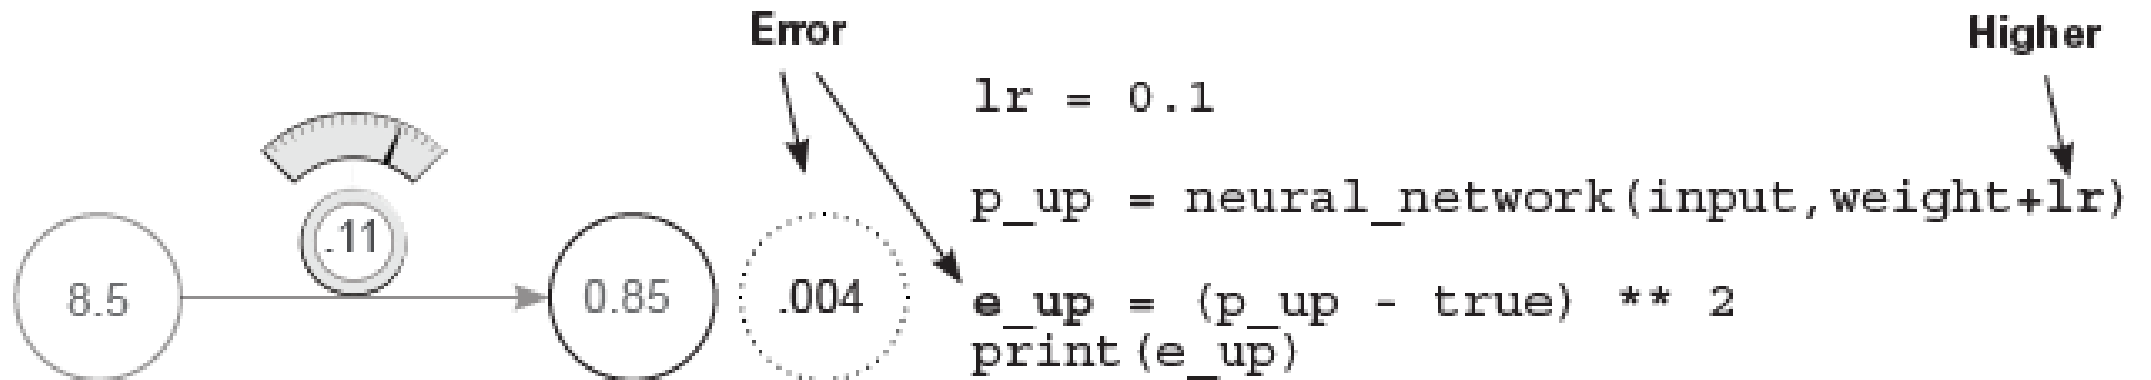 Error
Higher
lr = 0.1
p_up = neural_network(input,weight+lr)
.11
8.5
0.85
.004
e_up = (p_up - true) ** 2
print(e_up)